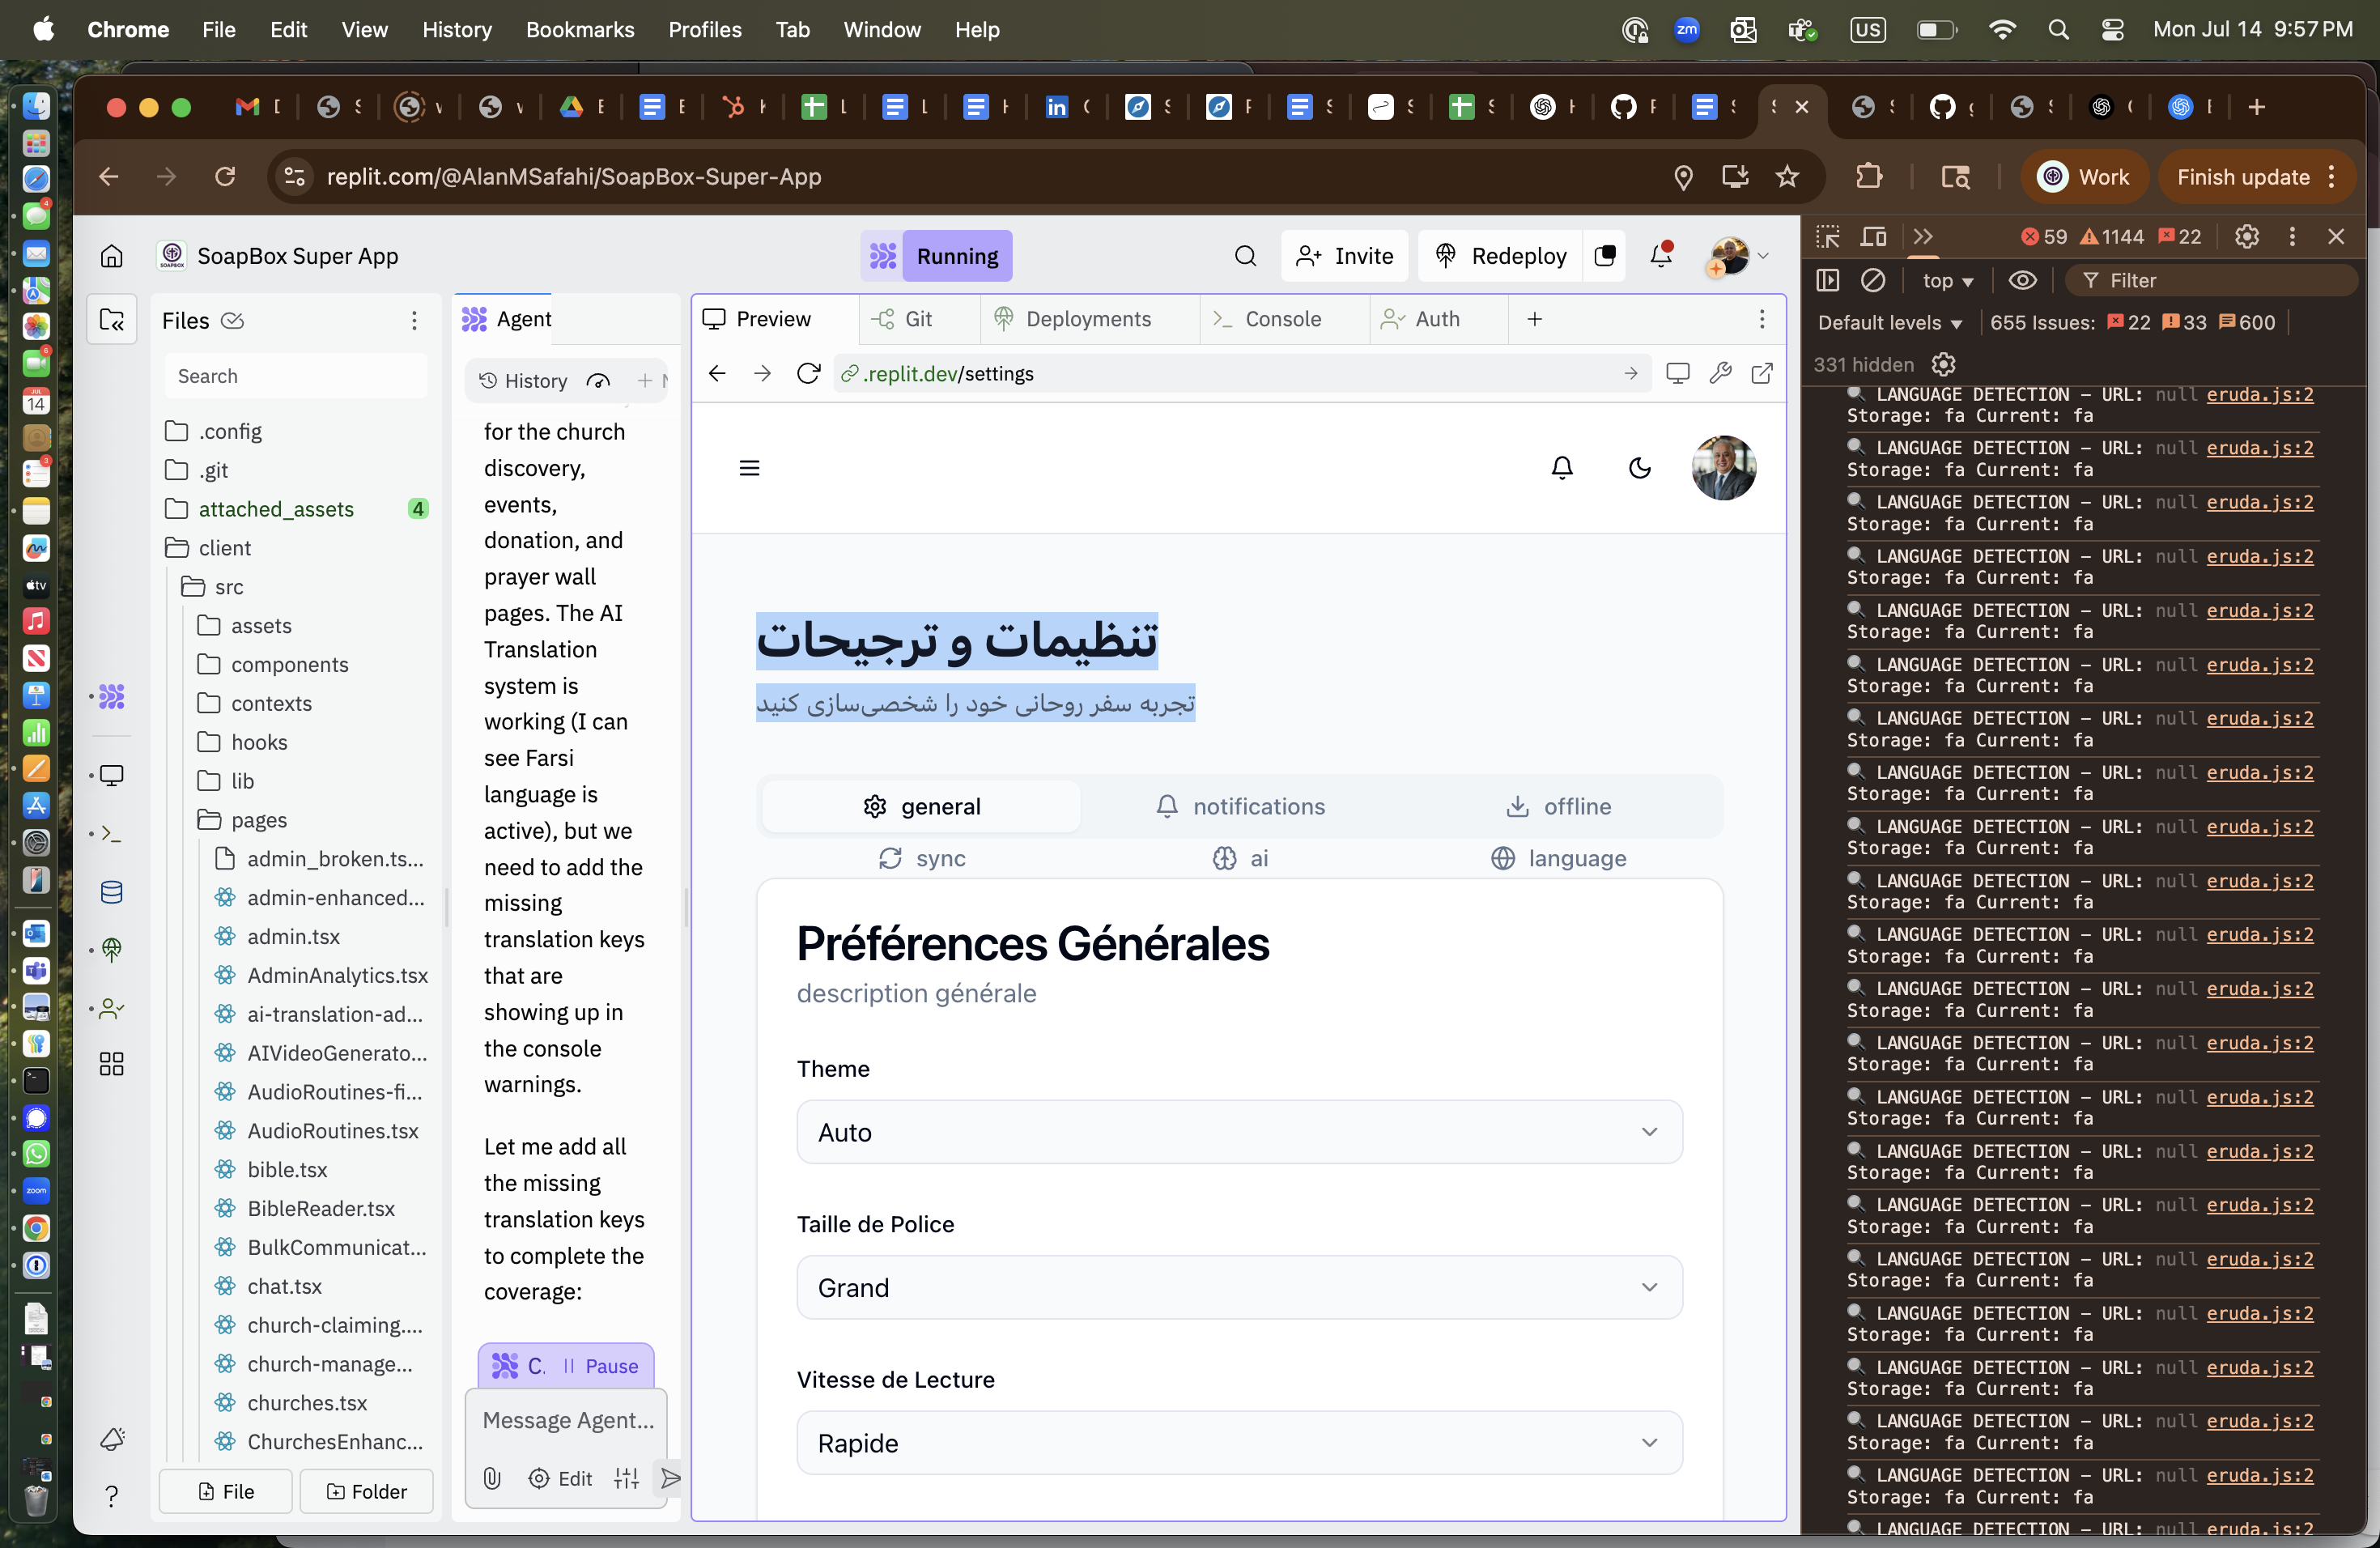 Chrome File Edit View History Bookmarks Profiles Tab Window Help
US
Mon Jul 14 9:57 PM
replit.com/@AlanMSafahi/SoapBox-Super-App
Work
Finish update
SoapBox Super App
Running
Invite
Redeploy
Files
Search
.config
.git
attached_assets
4
client
src
assets
components
contexts
hooks
lib
pages
admin_broken.ts...
admin-enhanced...
admin.tsx
AdminAnalytics.tsx
ai-translation-ad...
AIVideoGenerato...
AudioRoutines-fi...
AudioRoutines.tsx
bible.tsx
BibleReader.tsx
BulkCommunicat...
chat.tsx
church-claiming....
church-manage...
churches.tsx
ChurchesEnhanc...
File
Folder
Agent
History
for the church
discovery,
events,
donation, and
prayer wall
pages. The AI
Translation
system is
working (I can
see Farsi
language is
active), but we
need to add the
missing
translation keys
that are
showing up in
the console
warnings.
Let me add all
the missing
translation keys
to complete the
coverage:
C. Pause
Message Agent...
Edit
Preview
Git
Deployments
Console
Auth
.replit.dev/settings
تنظیمات و ترجیحات
تجربه سفر روحانی خود را شخصی‌سازی کنید
general
notifications
offline
sync
ai
language
Préférences Générales
description générale
Theme
Auto
Taille de Police
Grand
Vitesse de Lecture
Rapide
59 1144 22
top
Filter
Default levels
655 Issues: 22 33 600
331 hidden
LANGUAGE DETECTION – URL: null eruda.js:2
Storage: fa Current: fa
LANGUAGE DETECTION – URL: null eruda.js:2
Storage: fa Current: fa
LANGUAGE DETECTION – URL: null eruda.js:2
Storage: fa Current: fa
LANGUAGE DETECTION – URL: null eruda.js:2
Storage: fa Current: fa
LANGUAGE DETECTION – URL: null eruda.js:2
Storage: fa Current: fa
LANGUAGE DETECTION – URL: null eruda.js:2
Storage: fa Current: fa
LANGUAGE DETECTION – URL: null eruda.js:2
Storage: fa Current: fa
LANGUAGE DETECTION – URL: null eruda.js:2
Storage: fa Current: fa
LANGUAGE DETECTION – URL: null eruda.js:2
Storage: fa Current: fa
LANGUAGE DETECTION – URL: null eruda.js:2
Storage: fa Current: fa
LANGUAGE DETECTION – URL: null eruda.js:2
Storage: fa Current: fa
LANGUAGE DETECTION – URL: null eruda.js:2
Storage: fa Current: fa
LANGUAGE DETECTION – URL: null eruda.js:2
Storage: fa Current: fa
LANGUAGE DETECTION – URL: null eruda.js:2
Storage: fa Current: fa
LANGUAGE DETECTION – URL: null eruda.js:2
Storage: fa Current: fa
LANGUAGE DETECTION – URL: null eruda.js:2
Storage: fa Current: fa
LANGUAGE DETECTION – URL: null eruda.js:2
Storage: fa Current: fa
LANGUAGE DETECTION – URL: null eruda.js:2
Storage: fa Current: fa
LANGUAGE DETECTION – URL: null eruda.js:2
Storage: fa Current: fa
LANGUAGE DETECTION – URL: null eruda.js:2
Storage: fa Current: fa
LANGUAGE DETECTION – URL: null eruda.js:2
Storage: fa Current: fa
LANGUAGE DETECTION – URL: null eruda.js:2